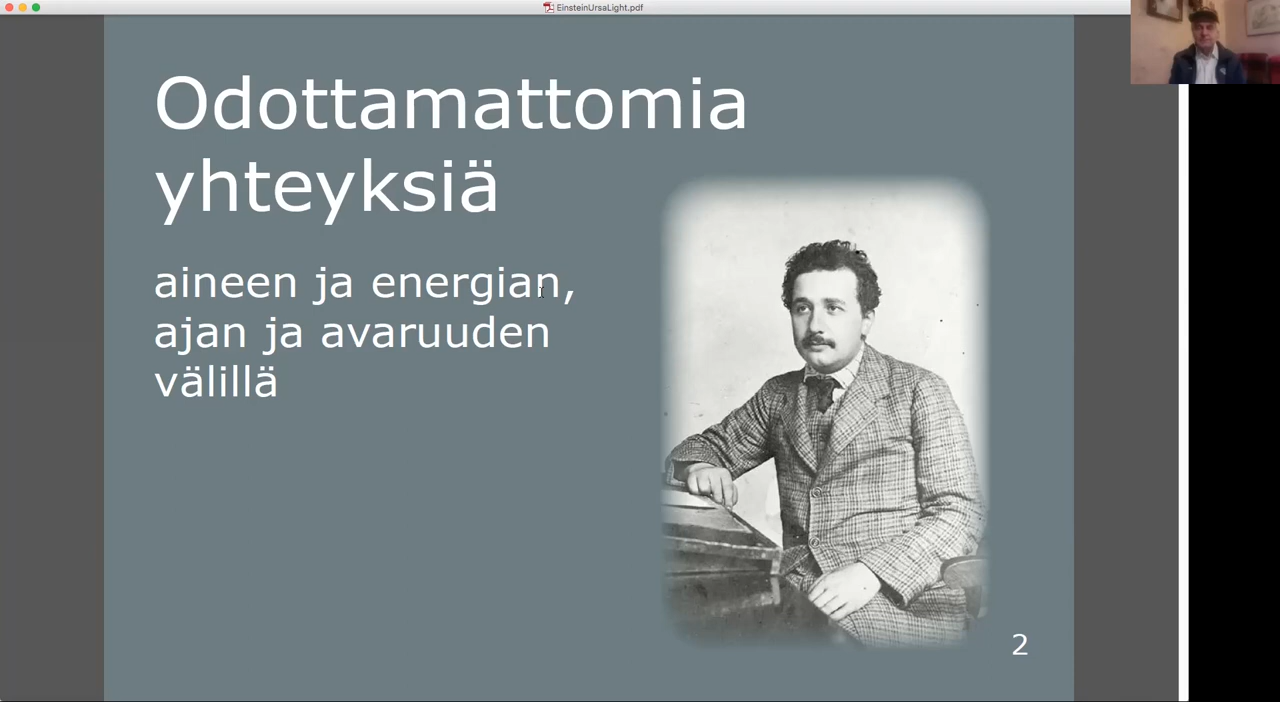 EinsteinUrsaLight.pdf
Odottamattomia
yhteyksiä
aineen ja energian,
ajan ja avaruuden
välillä
2